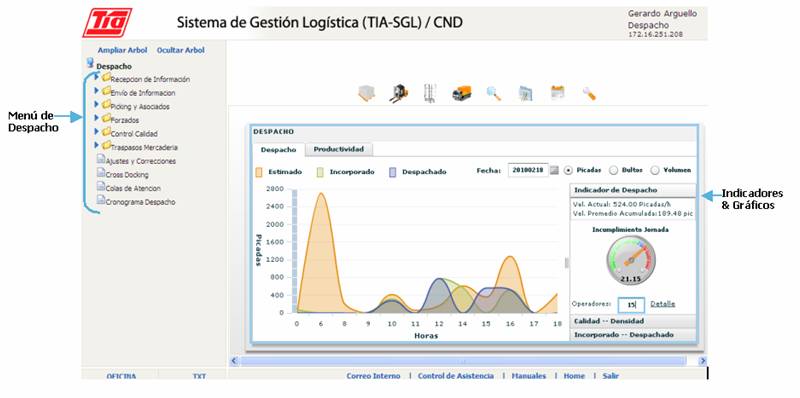 Tía
Sistema de Gestión Logística (TIA-SGL) / CND
Gerardo Arguello
Despacho
172.16.251.208
Ampliar Arbol Ocultar Arbol
Despacho
Recepcion de Información
Envío de Informacion
Picking y Asociados
Forzados
Control Calidad
Traspasos Mercaderia
Ajustes y Correcciones
Cross Docking
Colas de Atencion
Cronograma Despacho
Menú de
Despacho
DESPACHO
Despacho Productividad
Estimado Incorporado Despachado Fecha: 20100218 Picadas Bultos Volumen
2800
2400
2000
1600
1200
800
400
0
Picadas
0 6 8 9 10 11 12 14 15 16 17 18
Horas
Indicador de Despacho
Vel. Actual: 524.00 Picadas/h
Vel. Promedio Acumulada:189.48 pic
Incumplimiento Jornada
21.15
Operadores: 15 Detalle
Calidad -- Densidad
Incorporado -- Despachado
Indicadores
& Gráficos
OFICINA TXT Correo Interno | Control de Asistencia | Manuales | Home | Salir